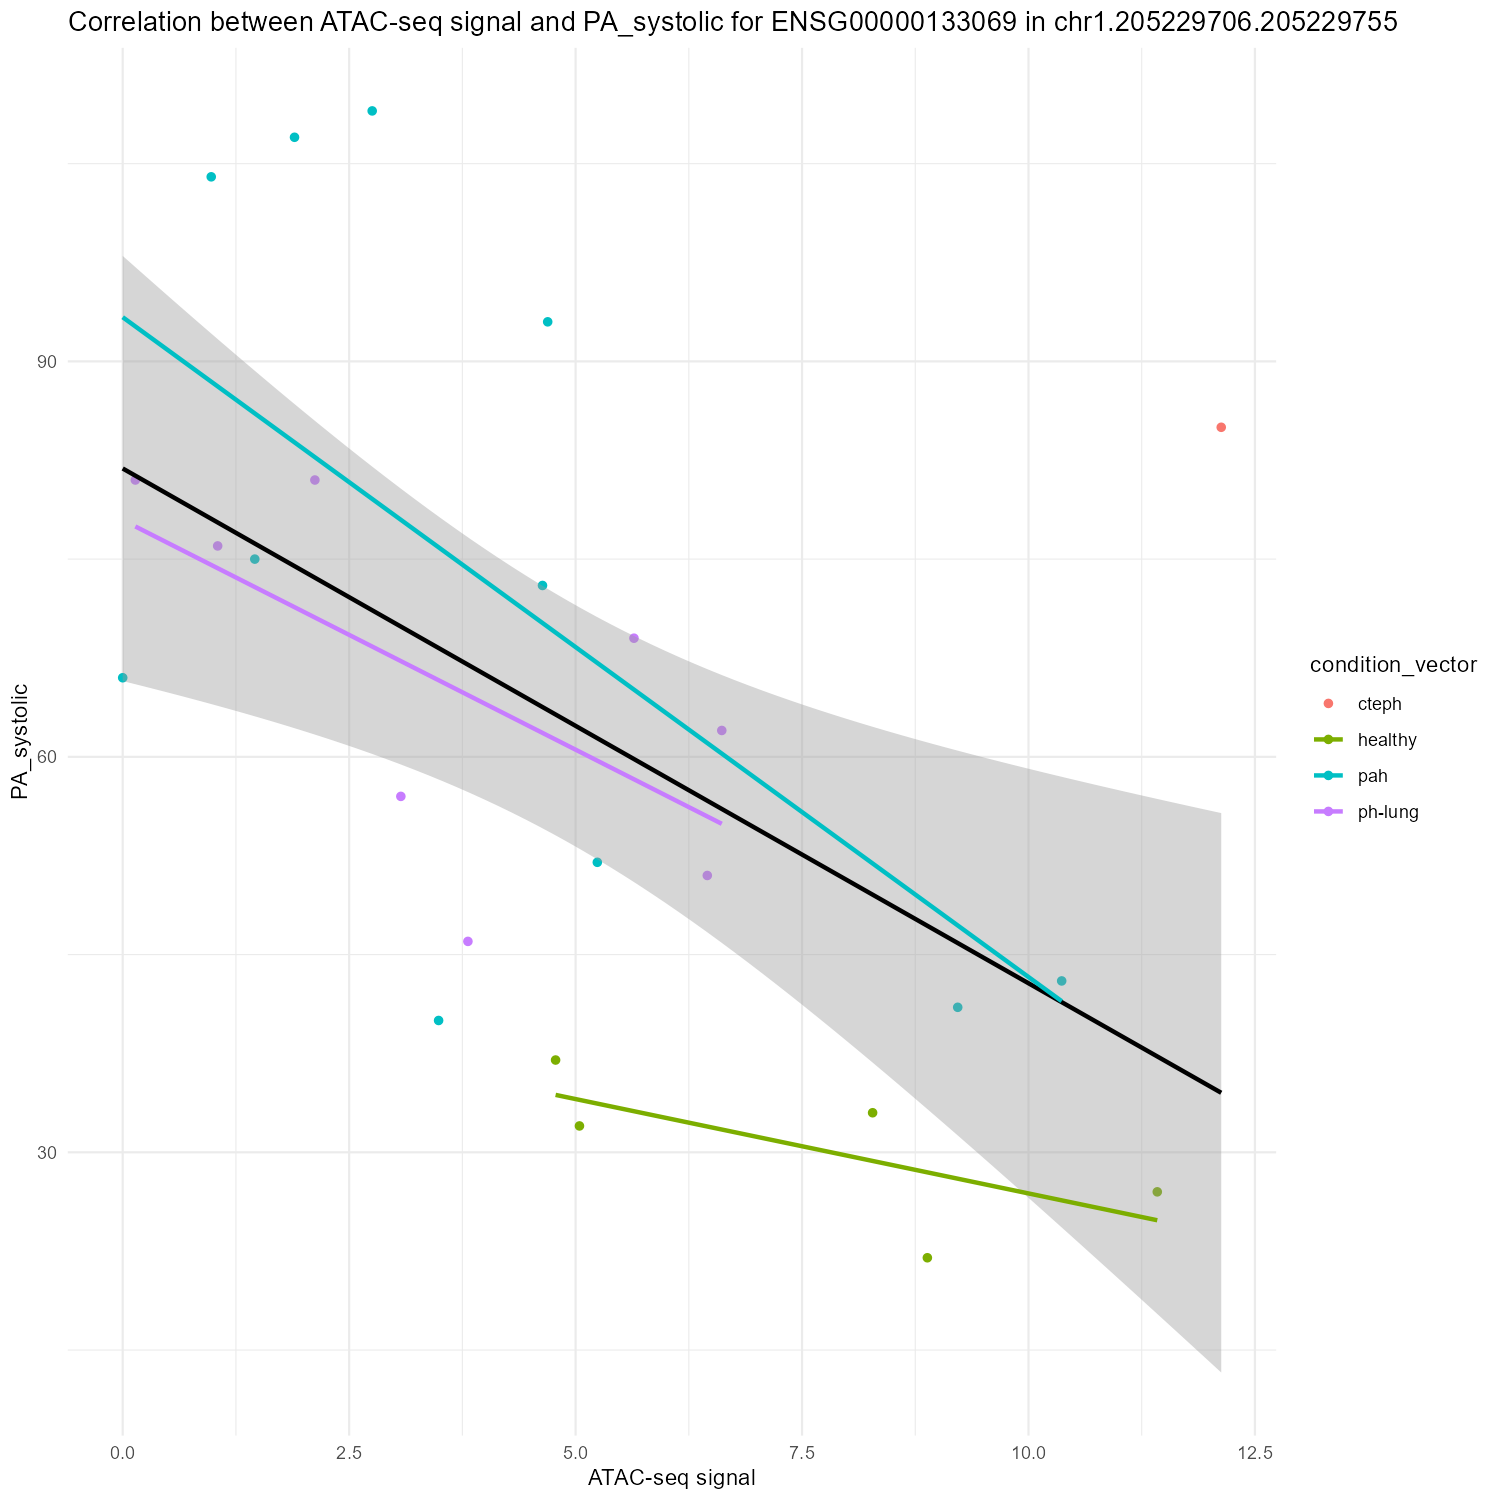 Correlation between ATAC-seq signal and PA_systolic for ENSG00000133069 in chr1.205229706.205229755
PA_systolic
90
60
30
0.0
2.5
5.0
7.5
10.0
12.5
ATAC-seq signal
condition_vector
cteph
healthy
pah
ph-lung